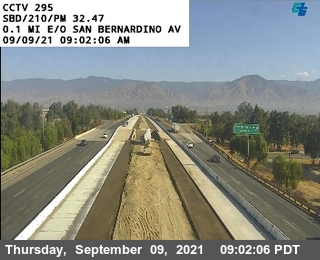 CCTV 295
SBD/210/PM 32.47
0.1 MI E/O SAN BERNARDINO AV
09/09/21 09:02:06 AM
Thursday, September 09, 2021 09:02:06 PDT